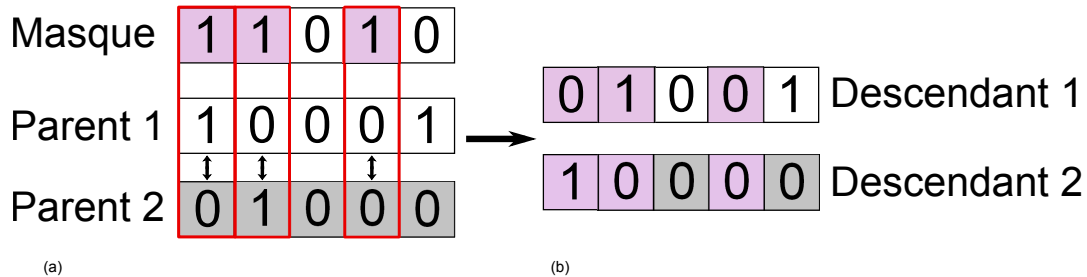 Masque 1 1 0 1 0
Parent 1 1 0 0 0 1
Parent 2 0 1 0 0 0
(a)
0 1 0 0 1 Descendant 1
1 0 0 0 0 Descendant 2
(b)